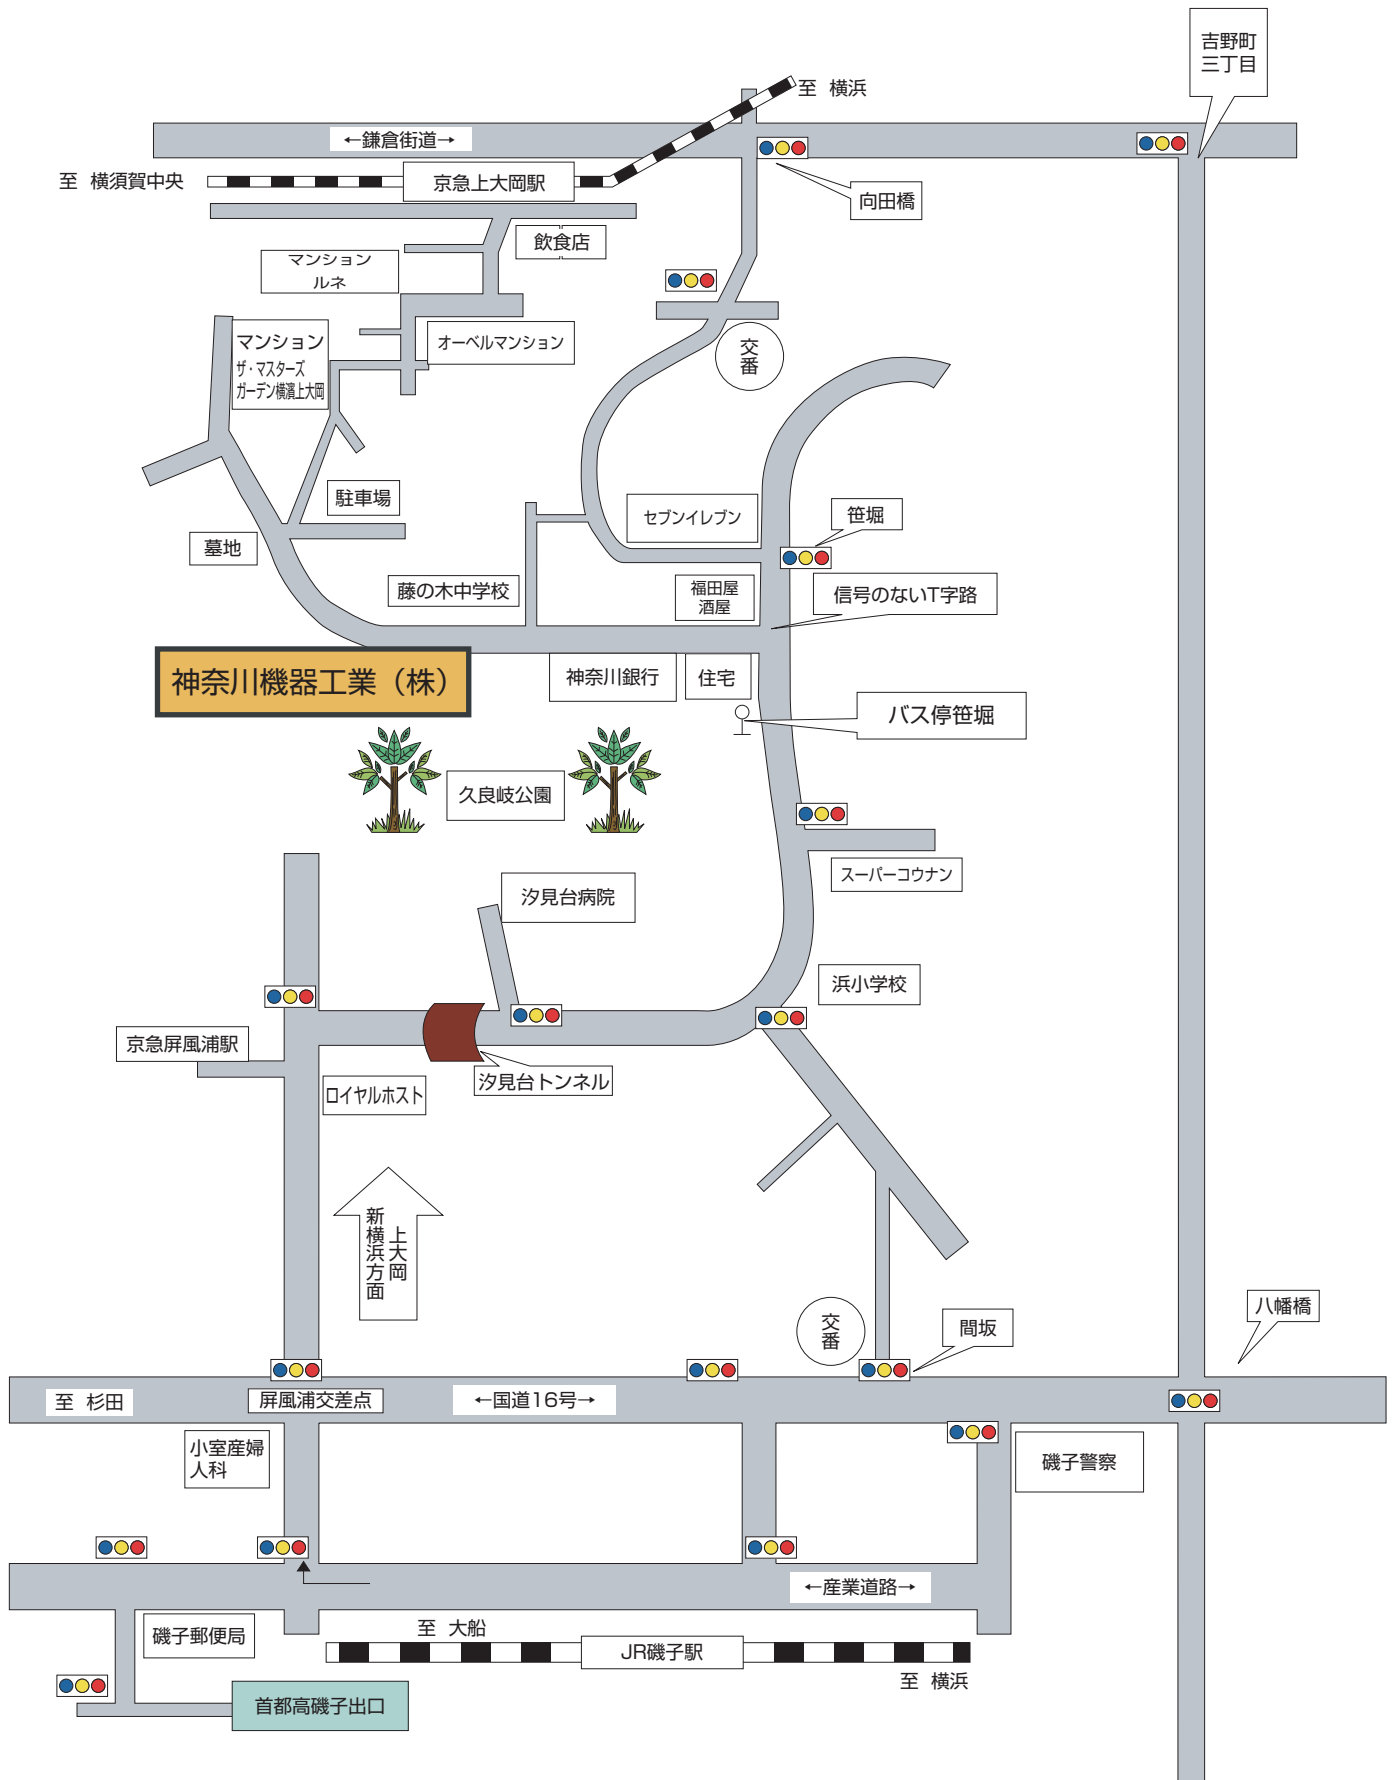 吉野町
三丁目
至 横浜
←鎌倉街道→
至 横須賀中央
京急上大岡駅
向田橋
飲食店
マンション
ルネ
マンション
ザ・マスターズ
ガーデン横濱上大岡
オーベルマンション
交番
駐車場
セブンイレブン
笹堀
墓地
藤の木中学校
福田屋
酒屋
信号のないT字路
神奈川機器工業（株）
神奈川銀行
住宅
バス停笹堀
久良岐公園
スーパーコウナン
汐見台病院
浜小学校
京急屏風浦駅
汐見台トンネル
ロイヤルホスト
上大岡
新横浜方面
交番
間坂
八幡橋
至 杉田
屏風浦交差点
←国道16号→
小室産婦
人科
磯子警察
←産業道路→
磯子郵便局
至 大船
JR磯子駅
至 横浜
首都高磯子出口